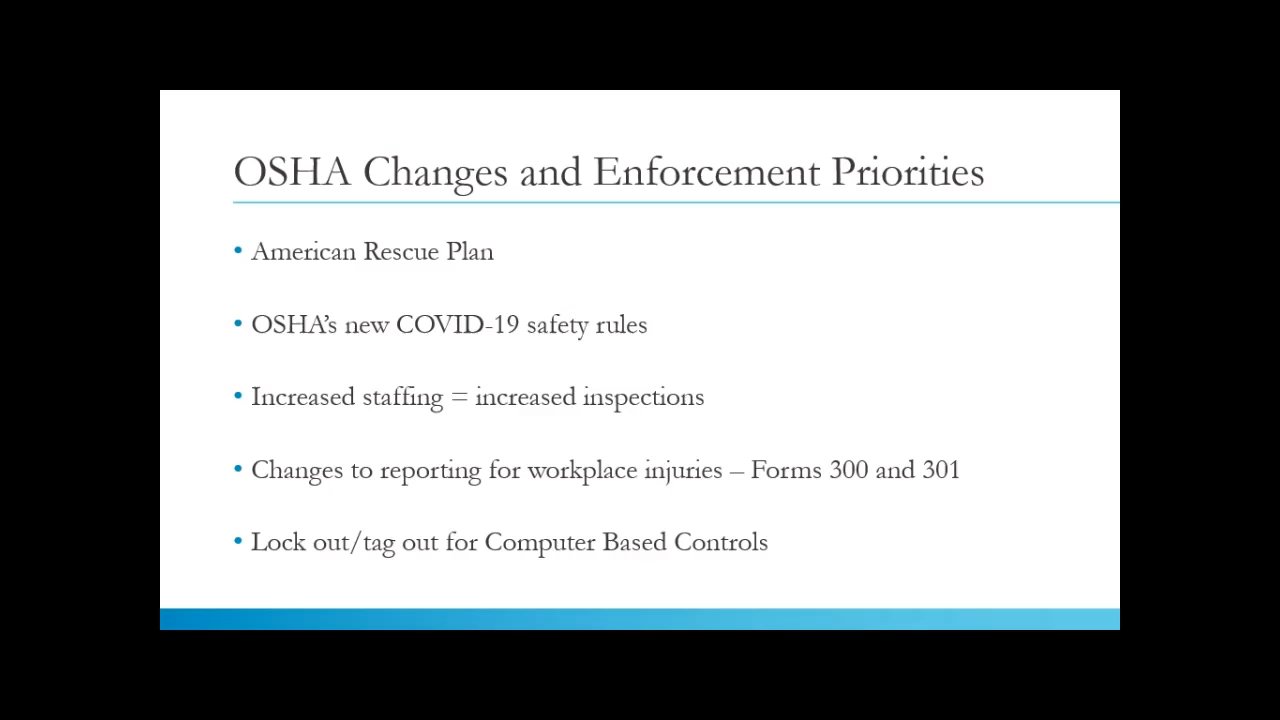 OSHA Changes and Enforcement Priorities
• American Rescue Plan
• OSHA’s new COVID-19 safety rules
• Increased staffing = increased inspections
• Changes to reporting for workplace injuries – Forms 300 and 301
• Lock out/tag out for Computer Based Controls